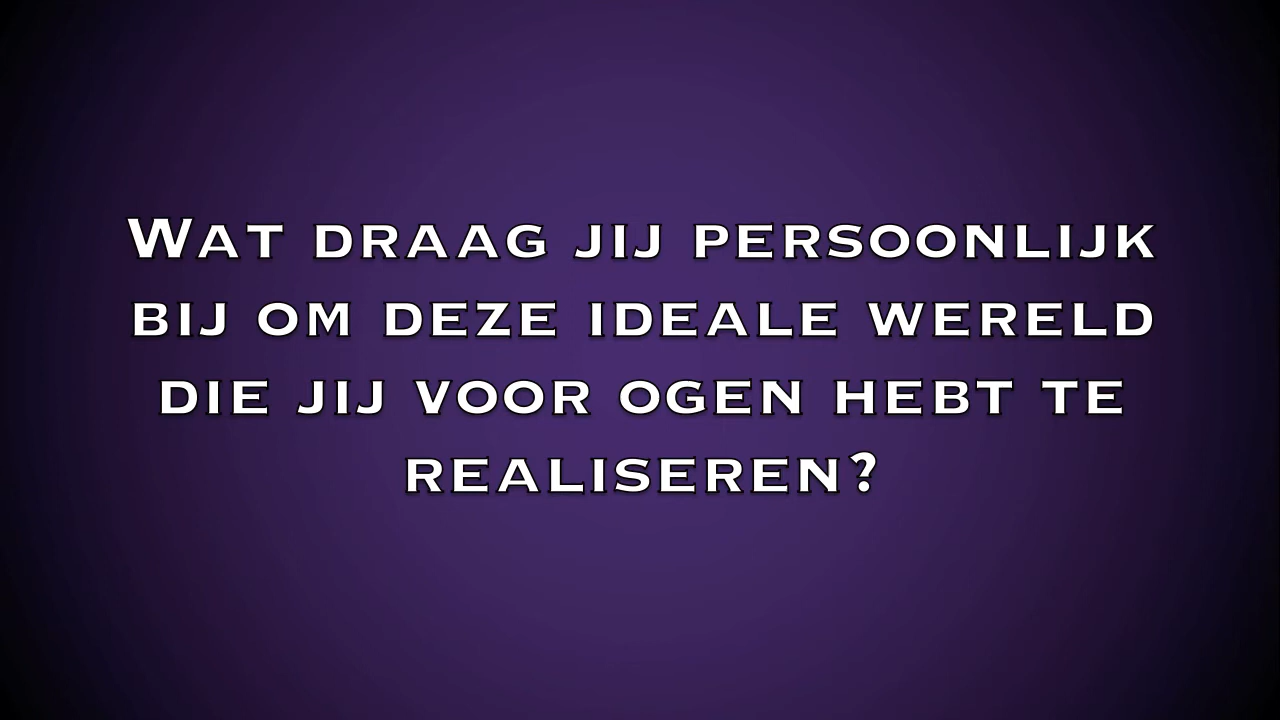 Wat draag jij persoonlijk
bij om deze ideale wereld
die jij voor ogen hebt te
realiseren?